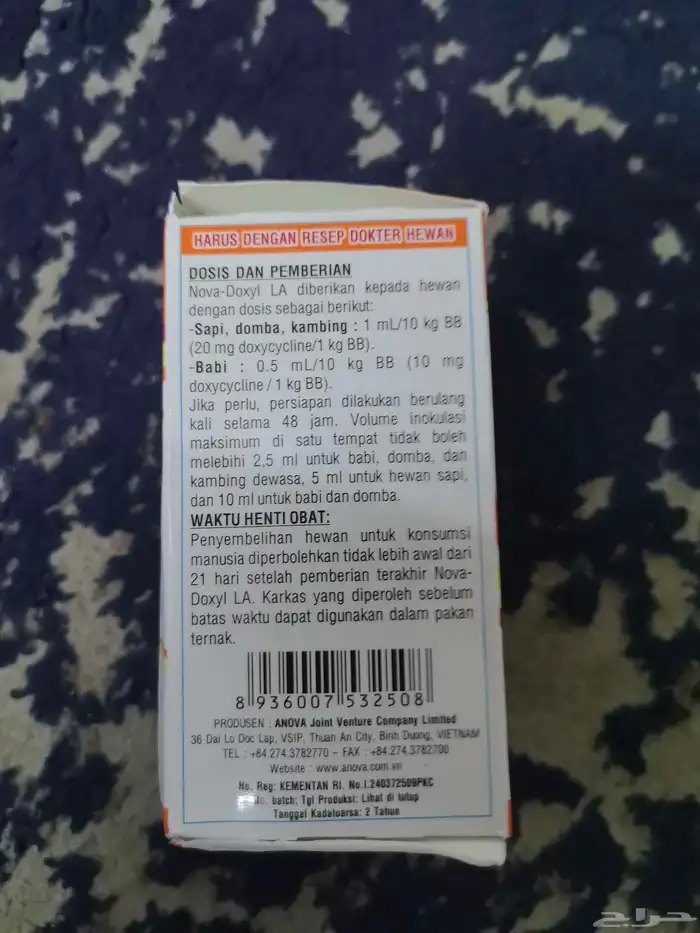 HARUS DENGAN RESEP DOKTER HEWAN
DOSIS DAN PEMBERIAN
Nova-Doxyl LA diberikan kepada hewan
dengan dosis sebagai berikut:
-Sapi, domba, kambing : 1 mL/10 kg BB
(20 mg doxycycline/1 kg BB).
-Babi : 0.5 mL/10 kg BB (10 mg
doxycycline / 1 kg BB).
Jika perlu, persiapan dilakukan berulang
kali selama 48 jam. Volume inokulasi
maksimum di satu tempat tidak boleh
melebihi 2,5 ml untuk babi, domba, dan
kambing dewasa, 5 ml untuk hewan sapi,
dan 10 ml untuk babi dan domba.
WAKTU HENTI OBAT:
Penyembelihan hewan untuk konsumsi
manusia diperbolehkan tidak lebih awal dari
21 hari setelah pemberian terakhir Nova-
Doxyl LA. Karkas yang diperoleh sebelum
batas waktu dapat digunakan dalam pakan
ternak.
8 936007 532508
PRODUSEN : ANOVA Joint Venture Company Limited
36 Dai Lo Doc Lap, VSIP, Thuan An City, Binh Duong, VIETNAM
TEL : +84.274.3782770 - FAX : +84.274.3782700
Website : www.anova.com.vn
No. Reg: KEMENTAN RI. No.I.240372509PKC
No. batch; Tgl Produksi: Lihat di tutup
Tanggal Kadaluarsa: 2 Tahun
حراج